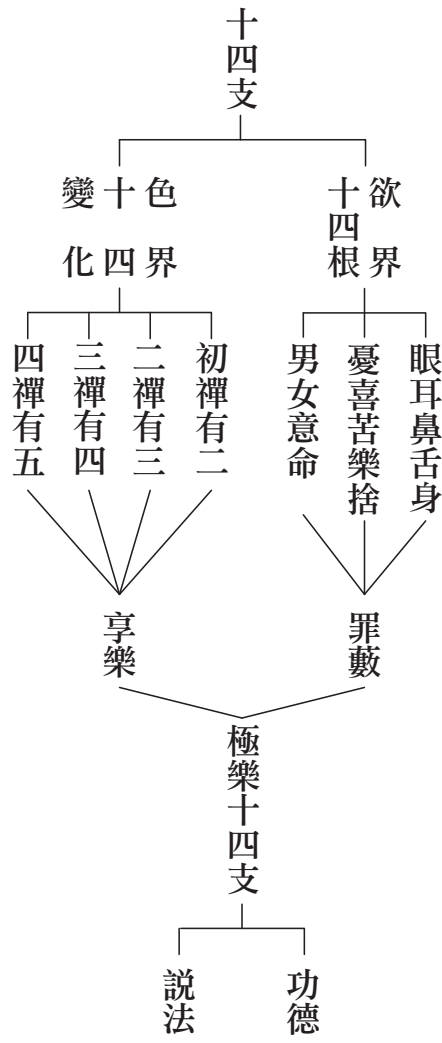 十四支
欲界
十四根
色界
十四
變化
眼耳鼻舌身
憂喜苦樂捨
男女意命
初禪有二
二禪有三
三禪有四
四禪有五
罪藪
享樂
極樂十四支
功德
説法